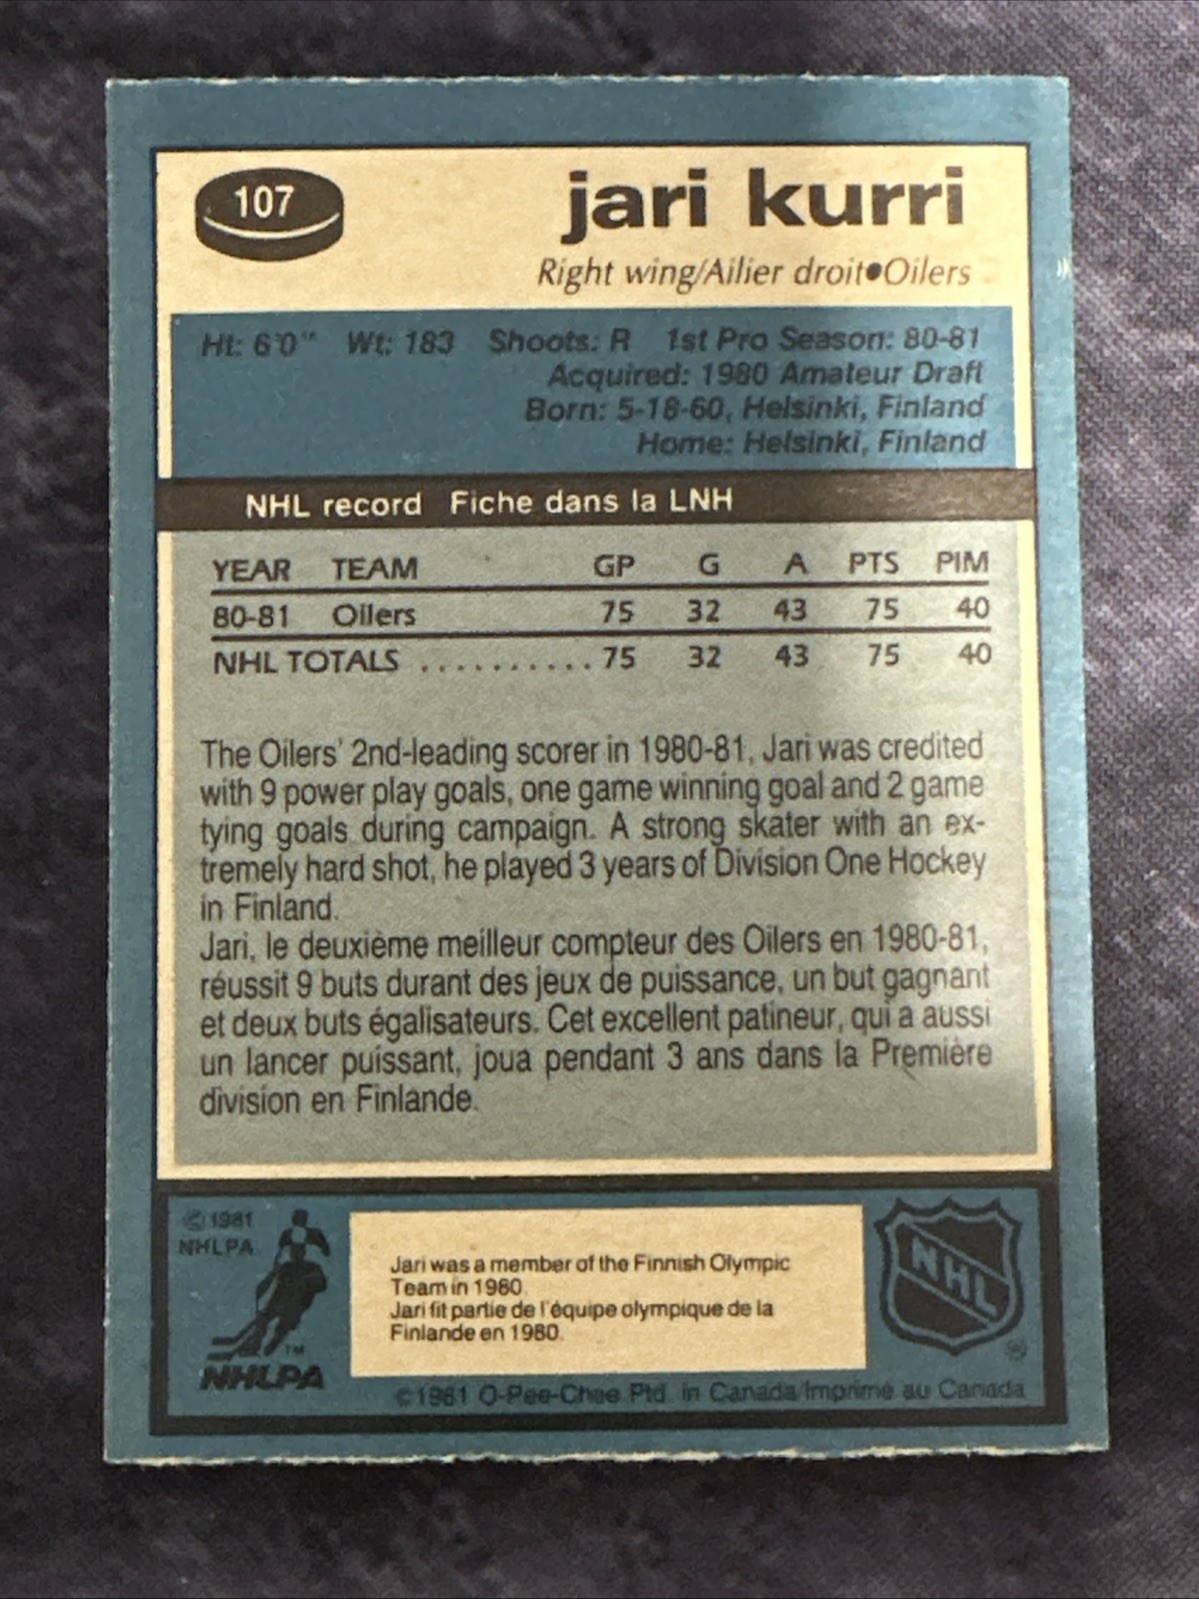 107
jari kurri
Right wing/Ailier droit•Oilers
Ht: 6'0" Wt: 183 Shoots: R 1st Pro Season: 80-81
Acquired: 1980 Amateur Draft
Born: 5-18-60, Helsinki, Finland
Home: Helsinki, Finland
NHL record Fiche dans la LNH
YEAR TEAM GP G A PTS PIM
80-81 Oilers 75 32 43 75 40
NHL TOTALS .......... 75 32 43 75 40
The Oilers' 2nd-leading scorer in 1980-81, Jari was credited
with 9 power play goals, one game winning goal and 2 game
tying goals during campaign. A strong skater with an ex-
tremely hard shot, he played 3 years of Division One Hockey
in Finland.
Jari, le deuxième meilleur compteur des Oilers en 1980-81,
réussit 9 buts durant des jeux de puissance, un but gagnant
et deux buts égalisateurs. Cet excellent patineur, qui a aussi
un lancer puissant, joua pendant 3 ans dans la Première
division en Finlande.
© 1981
NHLPA
Jari was a member of the Finnish Olympic
Team in 1980.
Jari fit partie de l'équipe olympique de la
Finlande en 1980.
NHL
®
TM
NHLPA
© 1981 O-Pee-Chee Ptd. in Canada/Imprimé au Canada